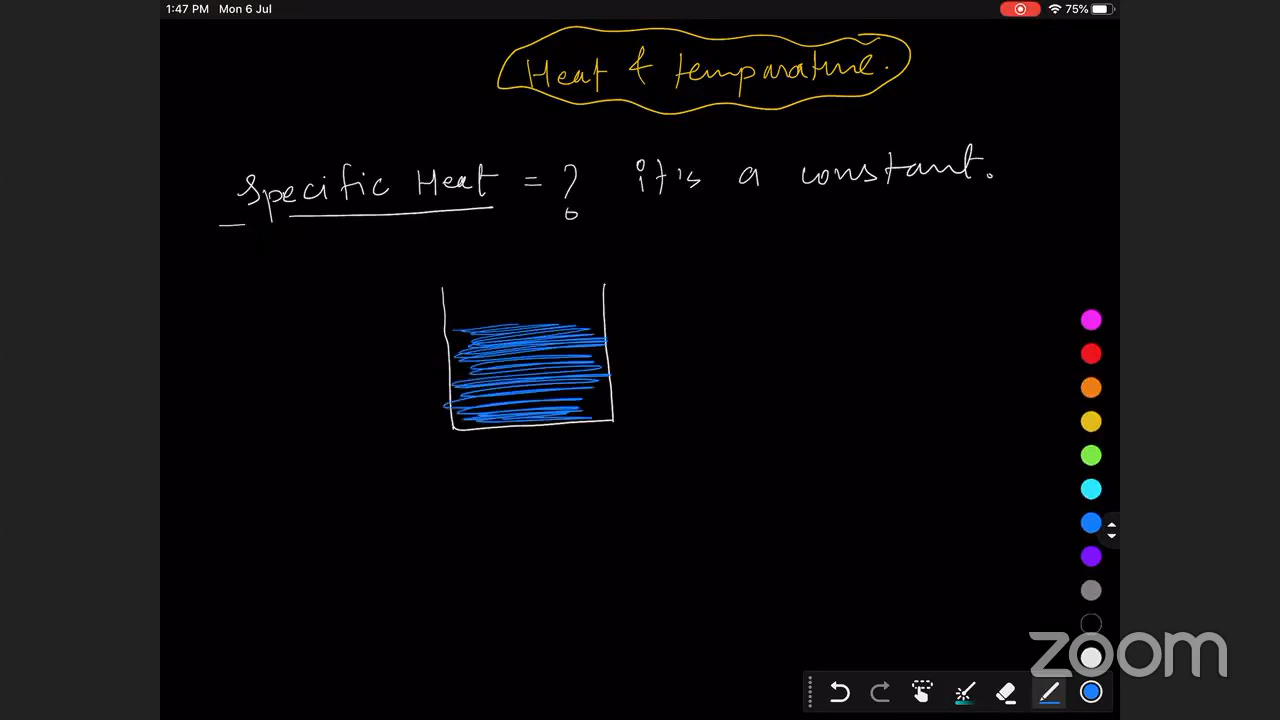 1:47 PM Mon 6 Jul
75%
Heat & temparature.
Specific Heat = ? it's a constant.
zoom